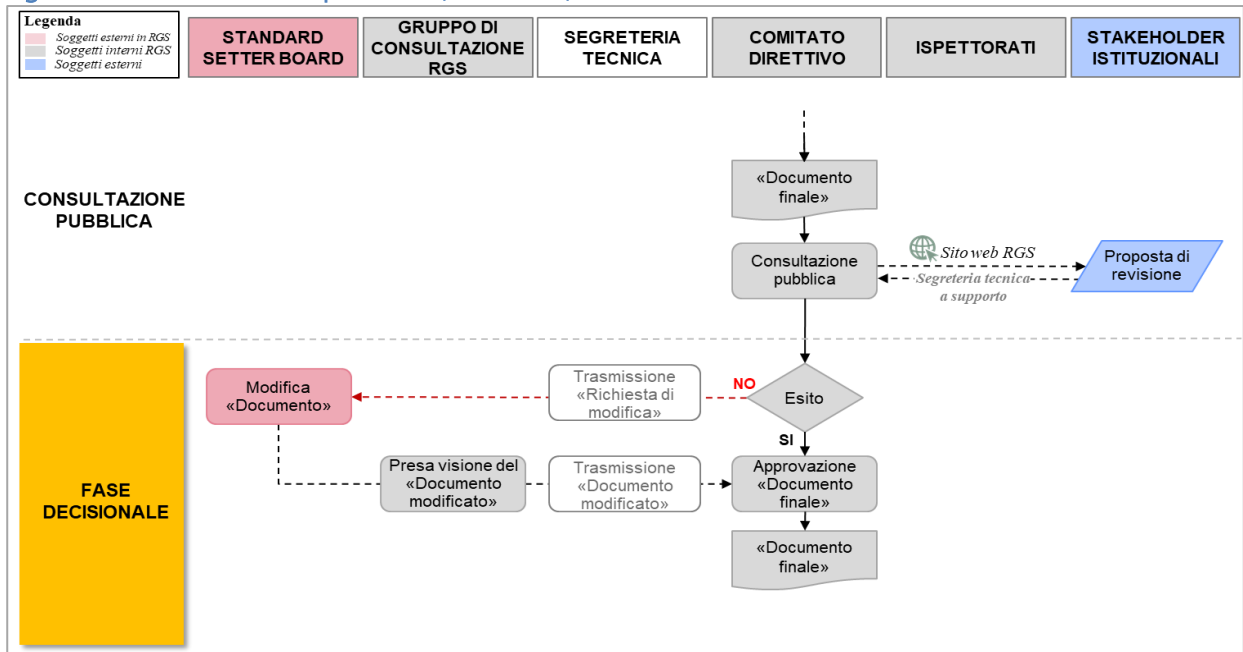 Legenda
Soggetti esterni in RGS
Soggetti interni RGS
Soggetti esterni
STANDARD
SETTER BOARD
GRUPPO DI
CONSULTAZIONE
RGS
SEGRETERIA
TECNICA
COMITATO
DIRETTIVO
ISPETTORATI
STAKEHOLDER
ISTITUZIONALI
CONSULTAZIONE
PUBBLICA
«Documento
finale»
Consultazione
pubblica
Sito web RGS
Segreteria tecnica
a supporto
Proposta di
revisione
FASE
DECISIONALE
Modifica
«Documento»
Trasmissione
«Richiesta di
modifica»
NO
Esito
SI
Presa visione del
«Documento
modificato»
Trasmissione
«Documento
modificato»
Approvazione
«Documento
finale»
«Documento
finale»